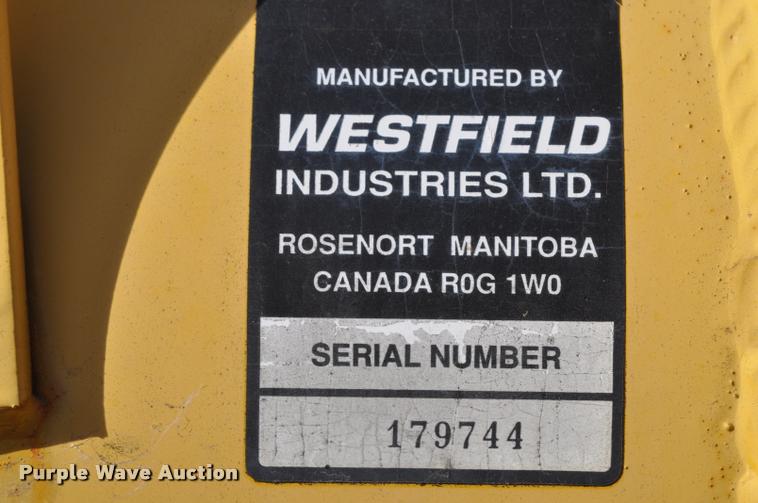 MANUFACTURED BY
WESTFIELD
INDUSTRIES LTD.
ROSENORT MANITOBA
CANADA R0G 1W0
SERIAL NUMBER
179744
Purple Wave Auction